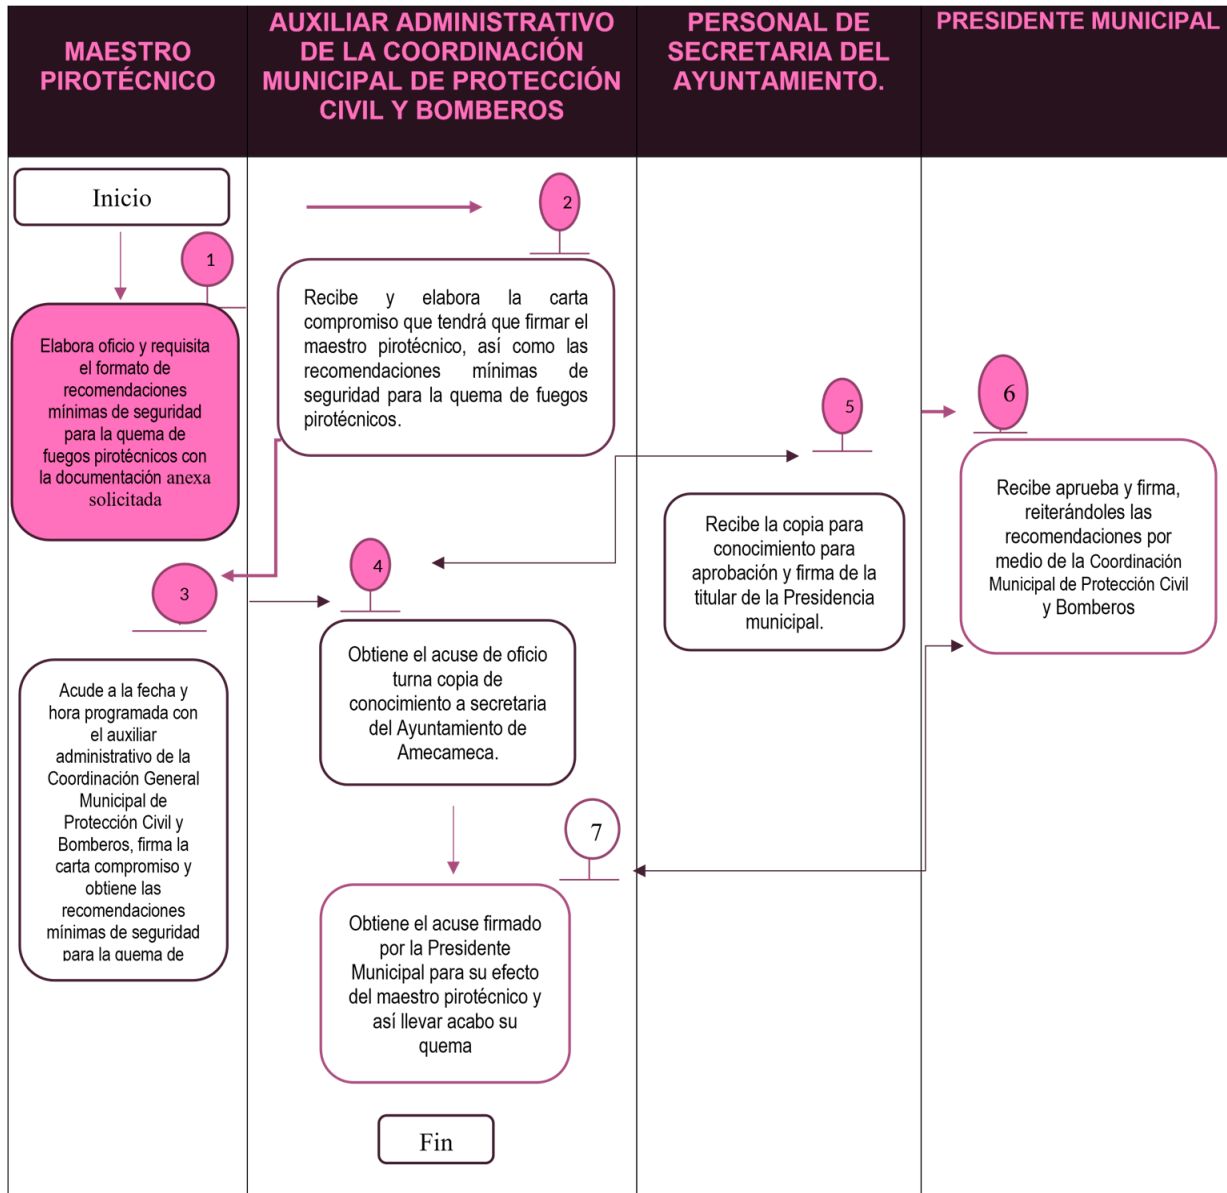 MAESTRO
PIROTÉCNICO
AUXILIAR ADMINISTRATIVO
DE LA COORDINACIÓN
MUNICIPAL DE PROTECCIÓN
CIVIL Y BOMBEROS
PERSONAL DE
SECRETARIA DEL
AYUNTAMIENTO.
PRESIDENTE MUNICIPAL
Inicio
1
Elabora oficio y requisita
el formato de
recomendaciones
mínimas de seguridad
para la quema de
fuegos pirotécnicos con
la documentación anexa
solicitada
2
Recibe y elabora la carta
compromiso que tendrá que firmar el
maestro pirotécnico, así como las
recomendaciones mínimas de
seguridad para la quema de fuegos
pirotécnicos.
3
Acude a la fecha y
hora programada con
el auxiliar
administrativo de la
Coordinación General
Municipal de
Protección Civil y
Bomberos, firma la
carta compromiso y
obtiene las
recomendaciones
mínimas de seguridad
para la quema de
4
Obtiene el acuse de oficio
turna copia de
conocimiento a secretaria
del Ayuntamiento de
Amecameca.
5
Recibe la copia para
conocimiento para
aprobación y firma de la
titular de la Presidencia
municipal.
6
Recibe aprueba y firma,
reiterándoles las
recomendaciones por
medio de la Coordinación
Municipal de Protección Civil
y Bomberos
7
Obtiene el acuse firmado
por la Presidente
Municipal para su efecto
del maestro pirotécnico y
así llevar acabo su
quema
Fin